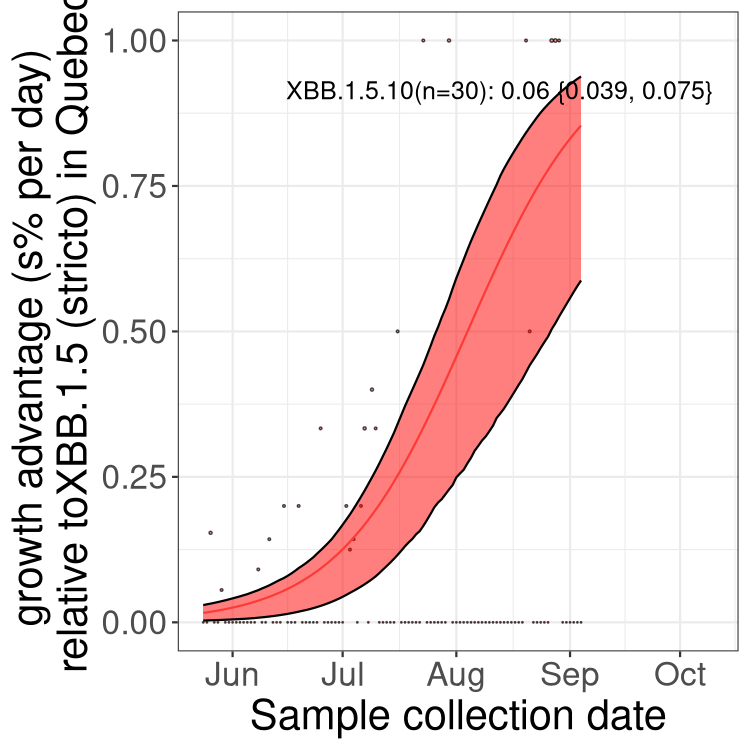 growth advantage (s% per day)
relative toXBB.1.5 (stricto) in Quebec
1.00
0.75
0.50
0.25
0.00
XBB.1.5.10(n=30): 0.06 {0.039, 0.075}
Jun Jul Aug Sep Oct
Sample collection date